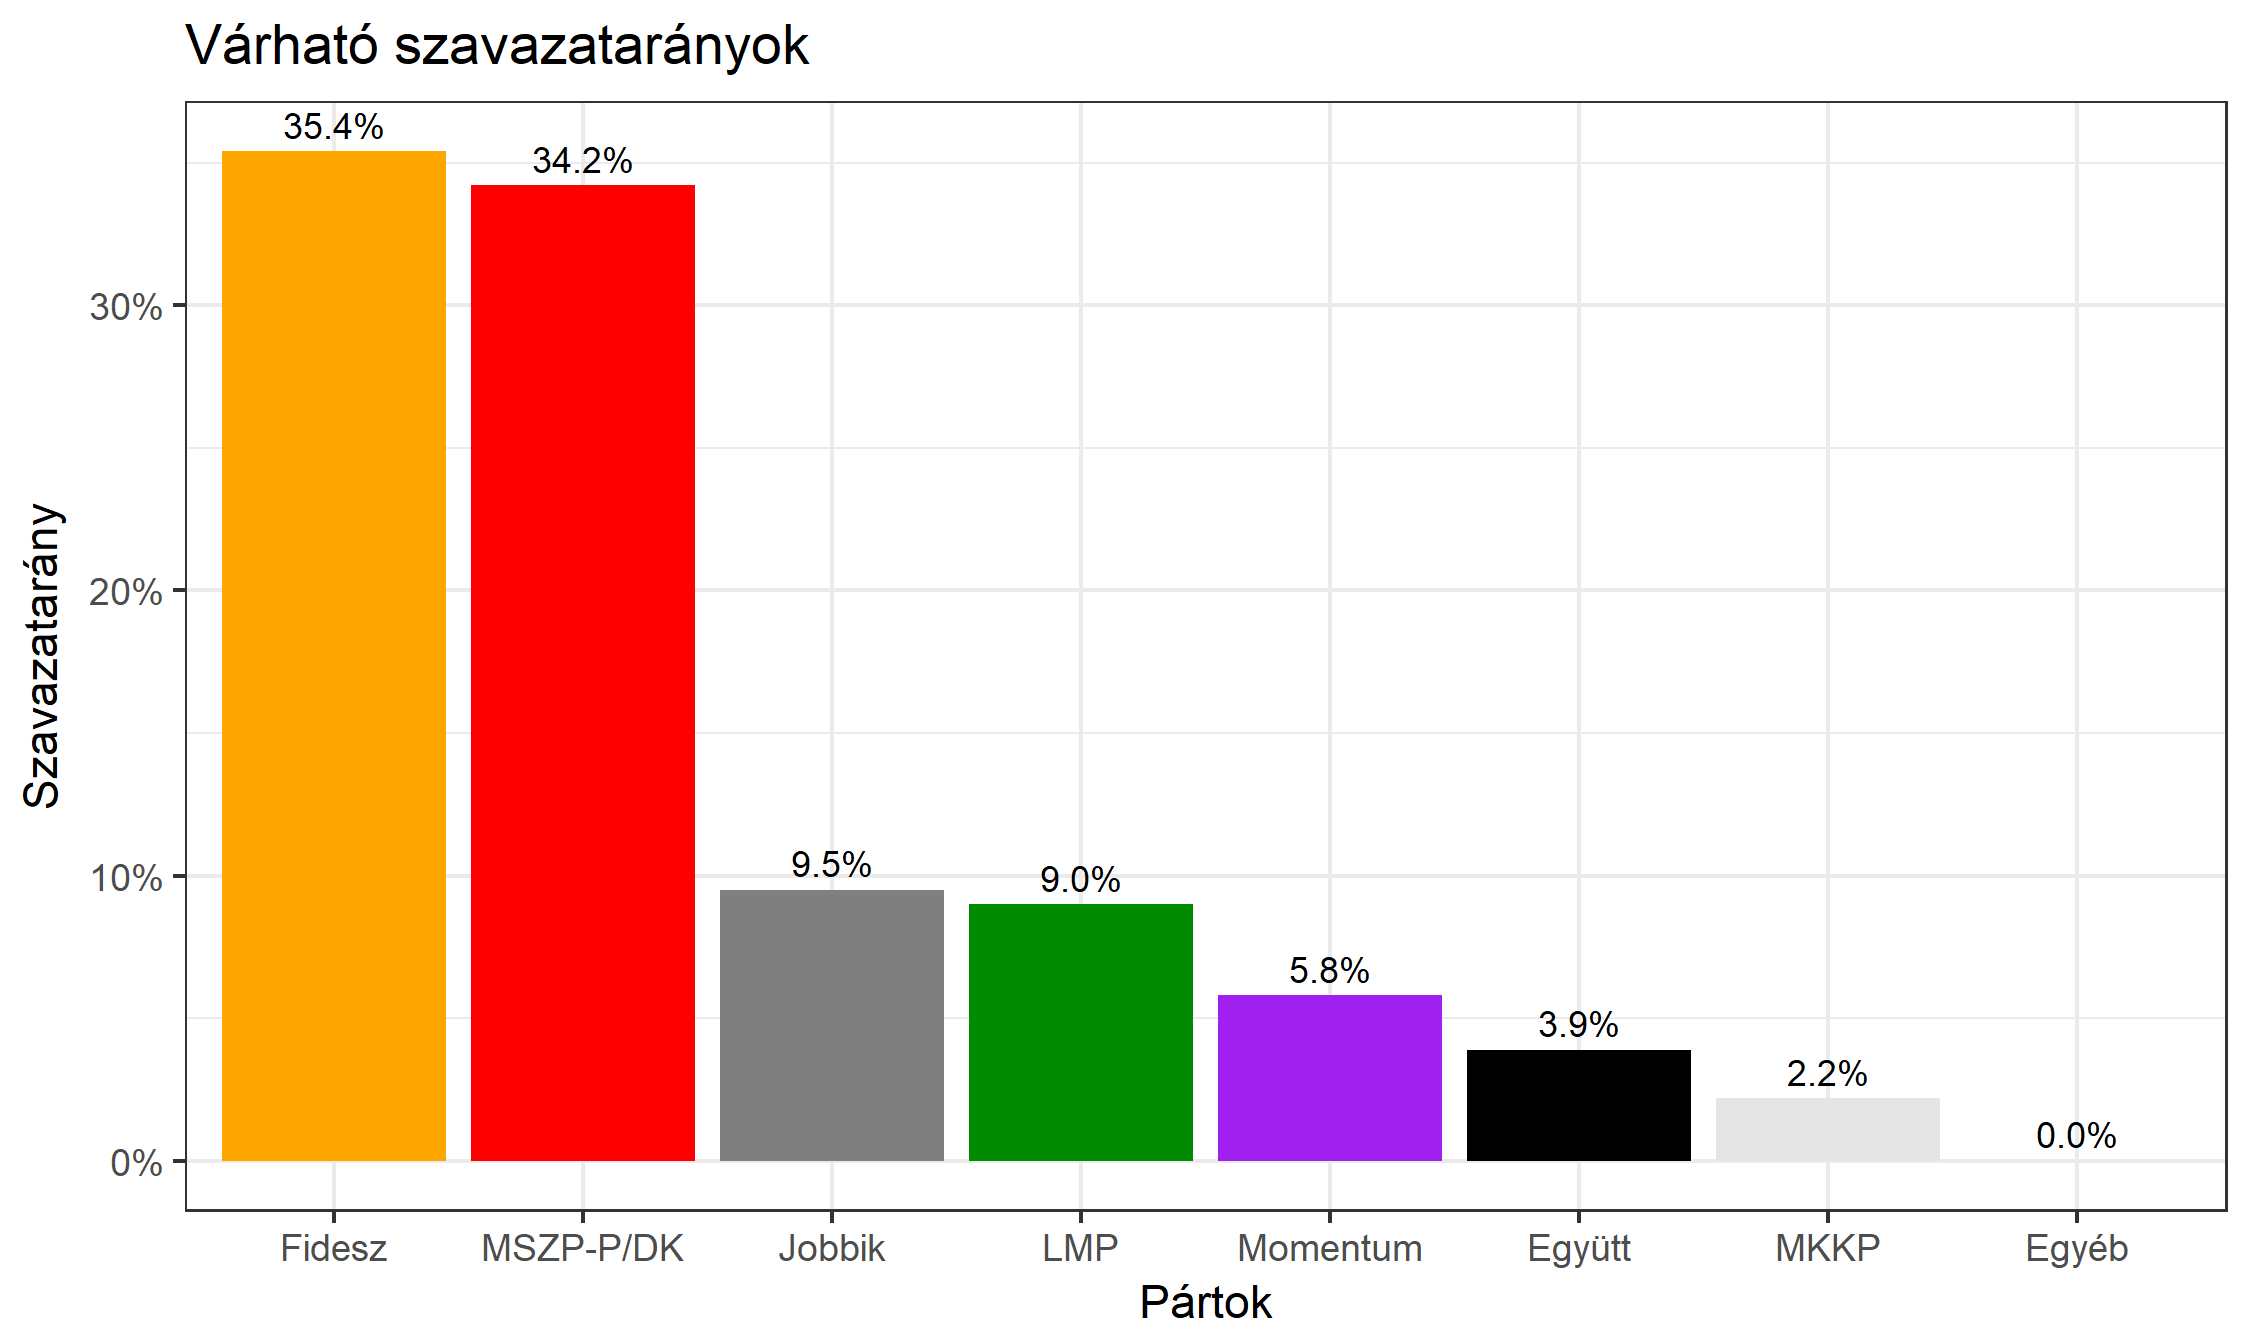 Várható szavazatarányok
35.4%
34.2%
9.5%
9.0%
5.8%
3.9%
2.2%
0.0%
30%
20%
10%
0%
Szavazatarány
Fidesz
MSZP-P/DK
Jobbik
LMP
Momentum
Együtt
MKKP
Egyéb
Pártok